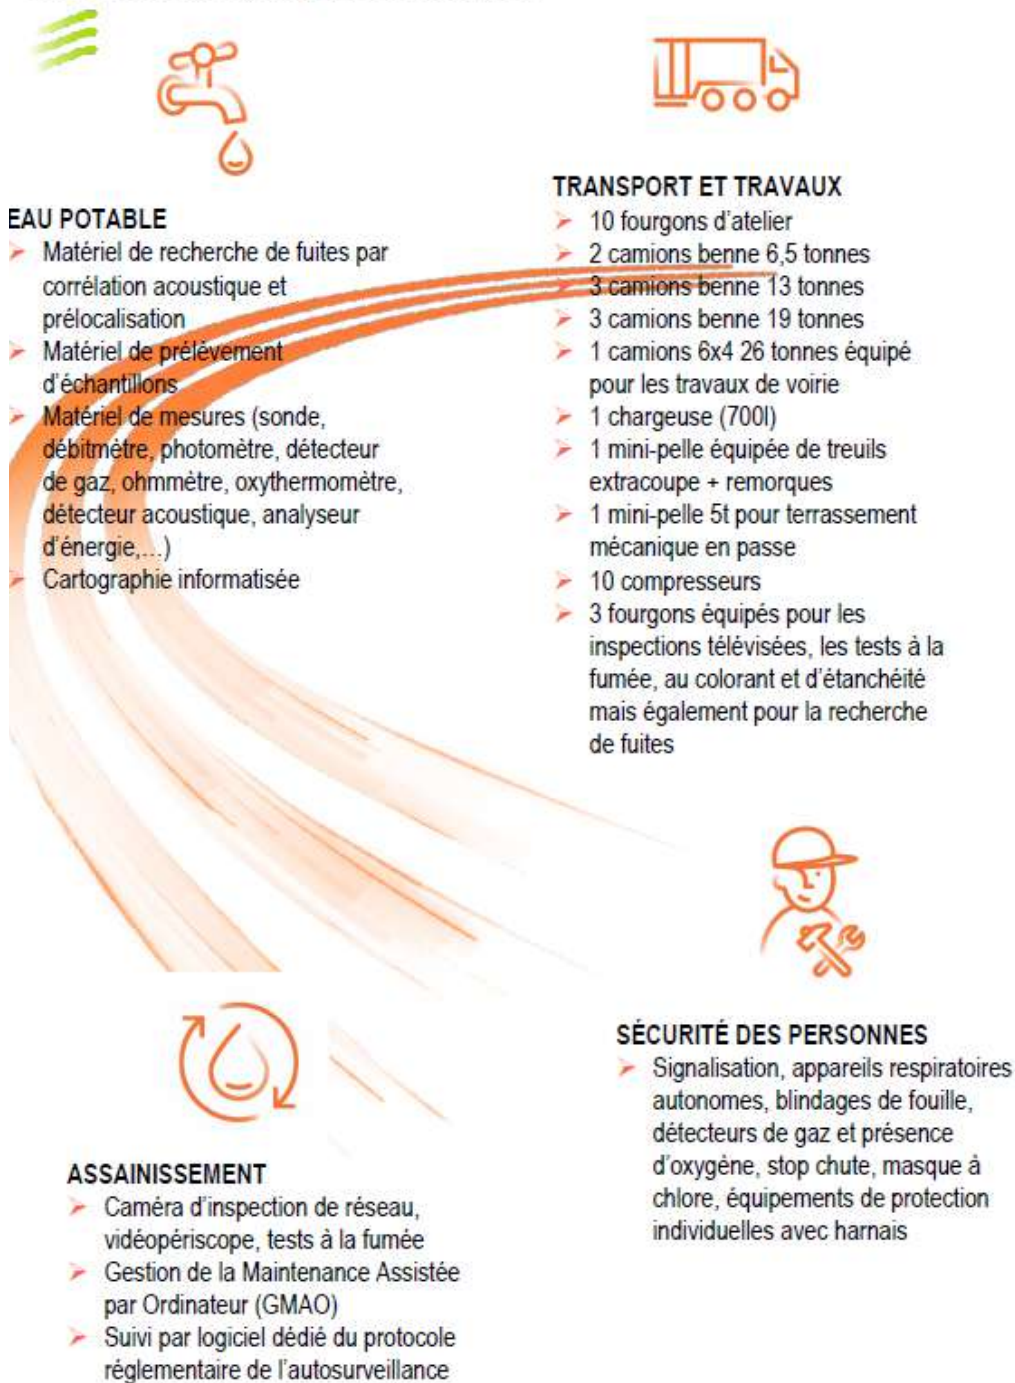 EAU POTABLE
➢ Matériel de recherche de fuites par
corrélation acoustique et
prélocalisation
➢ Matériel de prélèvement
d'échantillons
➢ Matériel de mesures (sonde,
débitmètre, photomètre, détecteur
de gaz, ohmmètre, oxythermomètre,
détecteur acoustique, analyseur
d'énergie,…)
➢ Cartographie informatisée
TRANSPORT ET TRAVAUX
➢ 10 fourgons d'atelier
➢ 2 camions benne 6,5 tonnes
➢ 3 camions benne 13 tonnes
➢ 3 camions benne 19 tonnes
➢ 1 camions 6x4 26 tonnes équipé
pour les travaux de voirie
➢ 1 chargeuse (700l)
➢ 1 mini-pelle équipée de treuils
extracoupe + remorques
➢ 1 mini-pelle 5t pour terrassement
mécanique en passe
➢ 10 compresseurs
➢ 3 fourgons équipés pour les
inspections télévisées, les tests à la
fumée, au colorant et d'étanchéité
mais également pour la recherche
de fuites
ASSAINISSEMENT
➢ Caméra d'inspection de réseau,
vidéopériscope, tests à la fumée
➢ Gestion de la Maintenance Assistée
par Ordinateur (GMAO)
➢ Suivi par logiciel dédié du protocole
réglementaire de l'autosurveillance
SÉCURITÉ DES PERSONNES
➢ Signalisation, appareils respiratoires
autonomes, blindages de fouille,
détecteurs de gaz et présence
d'oxygène, stop chute, masque à
chlore, équipements de protection
individuelles avec harnais